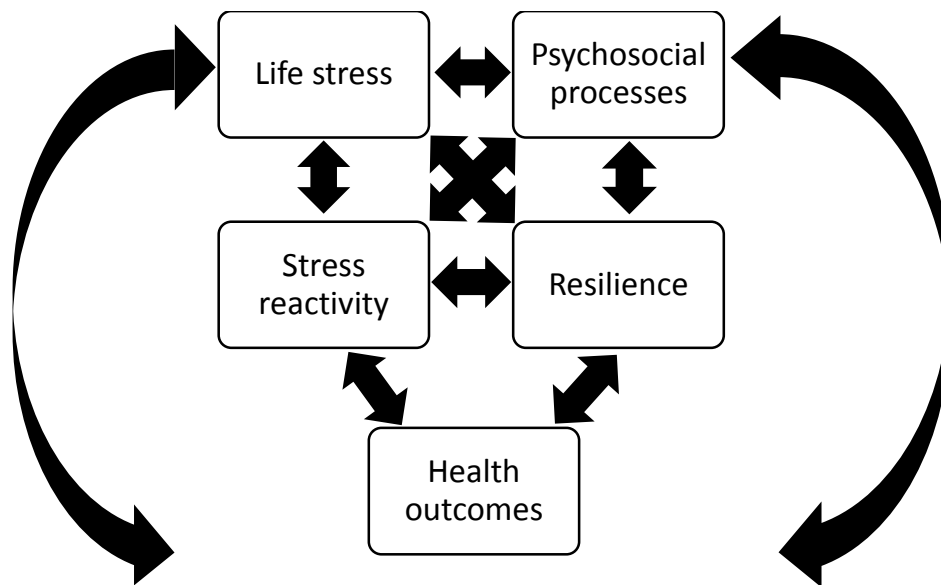 Life stress
Psychosocial
processes
Stress
reactivity
Resilience
Health
outcomes